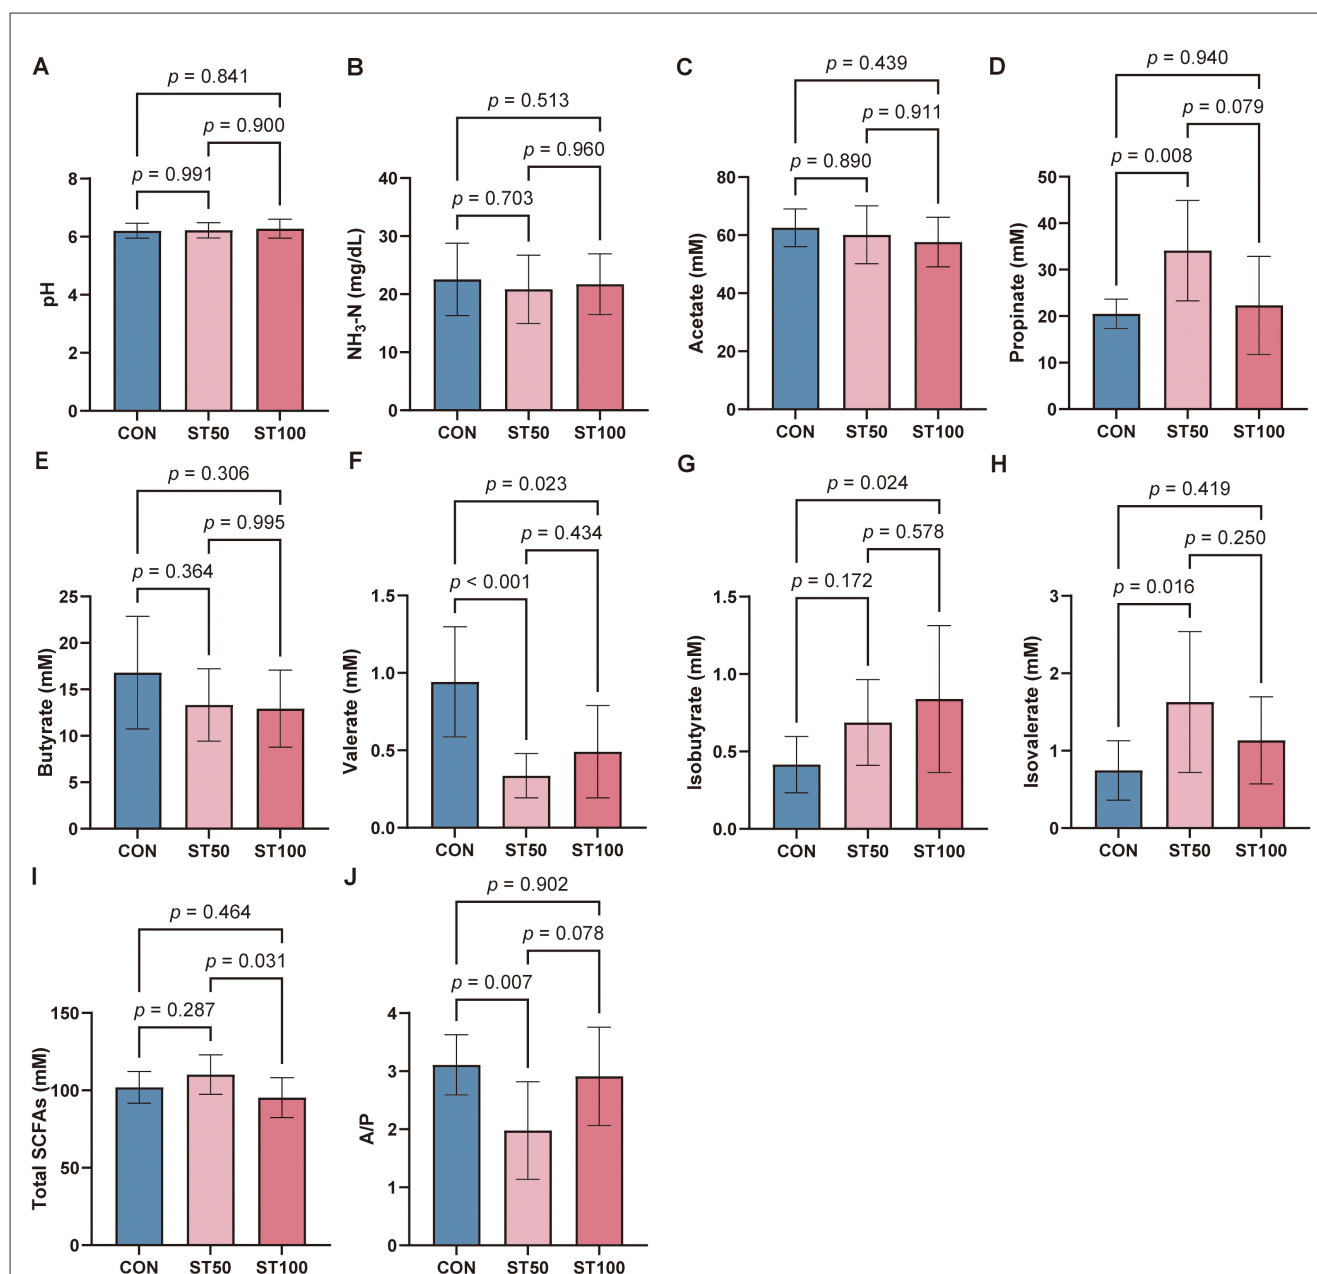 A
p = 0.841
p = 0.900
p = 0.991
pH
8
6
4
2
0
CON ST50 ST100
B
p = 0.513
p = 0.960
p = 0.703
NH₃-N (mg/dL)
40
30
20
10
0
CON ST50 ST100
C
p = 0.439
p = 0.911
p = 0.890
Acetate (mM)
80
60
40
20
0
CON ST50 ST100
D
p = 0.940
p = 0.079
p = 0.008
Propinate (mM)
50
40
30
20
10
0
CON ST50 ST100
E
p = 0.306
p = 0.995
p = 0.364
Butyrate (mM)
25
20
15
10
5
0
CON ST50 ST100
F
p = 0.023
p = 0.434
p < 0.001
Valerate (mM)
1.5
1.0
0.5
0.0
CON ST50 ST100
G
p = 0.024
p = 0.578
p = 0.172
Isobutyrate (mM)
1.5
1.0
0.5
0.0
CON ST50 ST100
H
p = 0.419
p = 0.250
p = 0.016
Isovalerate (mM)
3
2
1
0
CON ST50 ST100
I
p = 0.464
p = 0.031
p = 0.287
Total SCFAs (mM)
150
100
50
0
CON ST50 ST100
J
p = 0.902
p = 0.078
p = 0.007
A/P
4
3
2
1
0
CON ST50 ST100